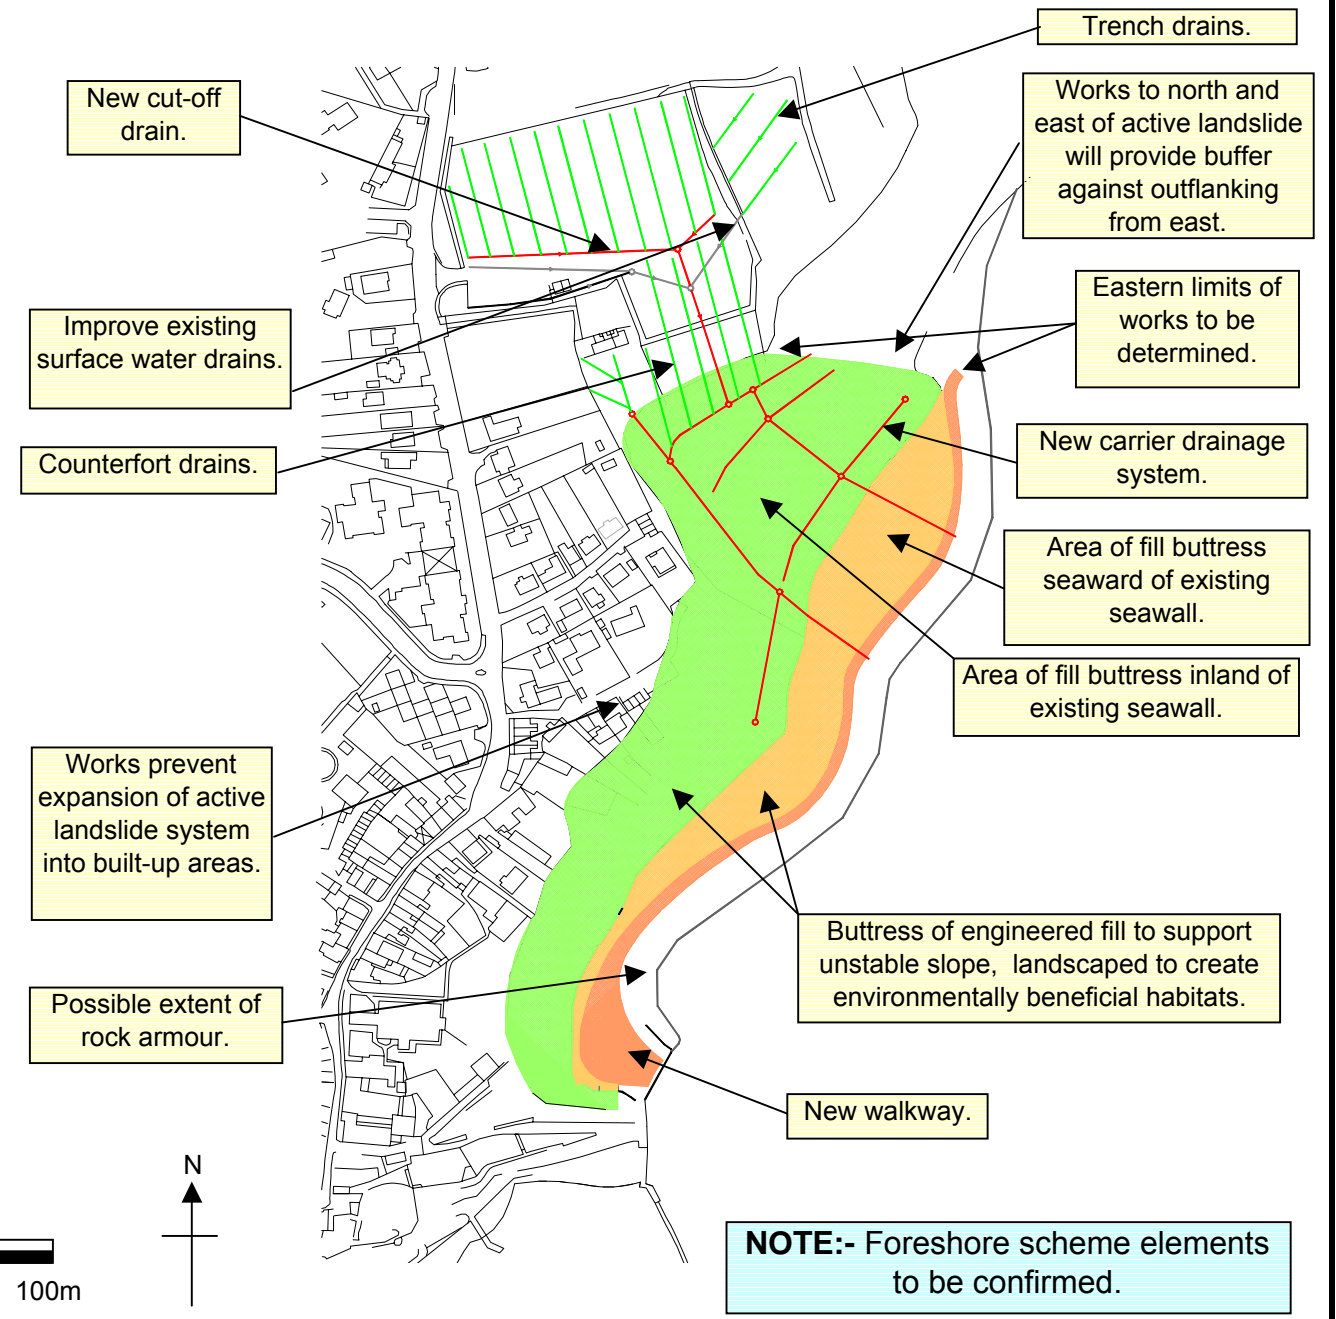 Trench drains.
New cut-off
drain.
Works to north and
east of active landslide
will provide buffer
against outflanking
from east.
Eastern limits of
works to be
determined.
Improve existing
surface water drains.
New carrier drainage
system.
Counterfort drains.
Area of fill buttress
seaward of existing
seawall.
Area of fill buttress inland of
existing seawall.
Works prevent
expansion of active
landslide system
into built-up areas.
Buttress of engineered fill to support
unstable slope, landscaped to create
environmentally beneficial habitats.
Possible extent of
rock armour.
New walkway.
N
100m
NOTE:- Foreshore scheme elements
to be confirmed.